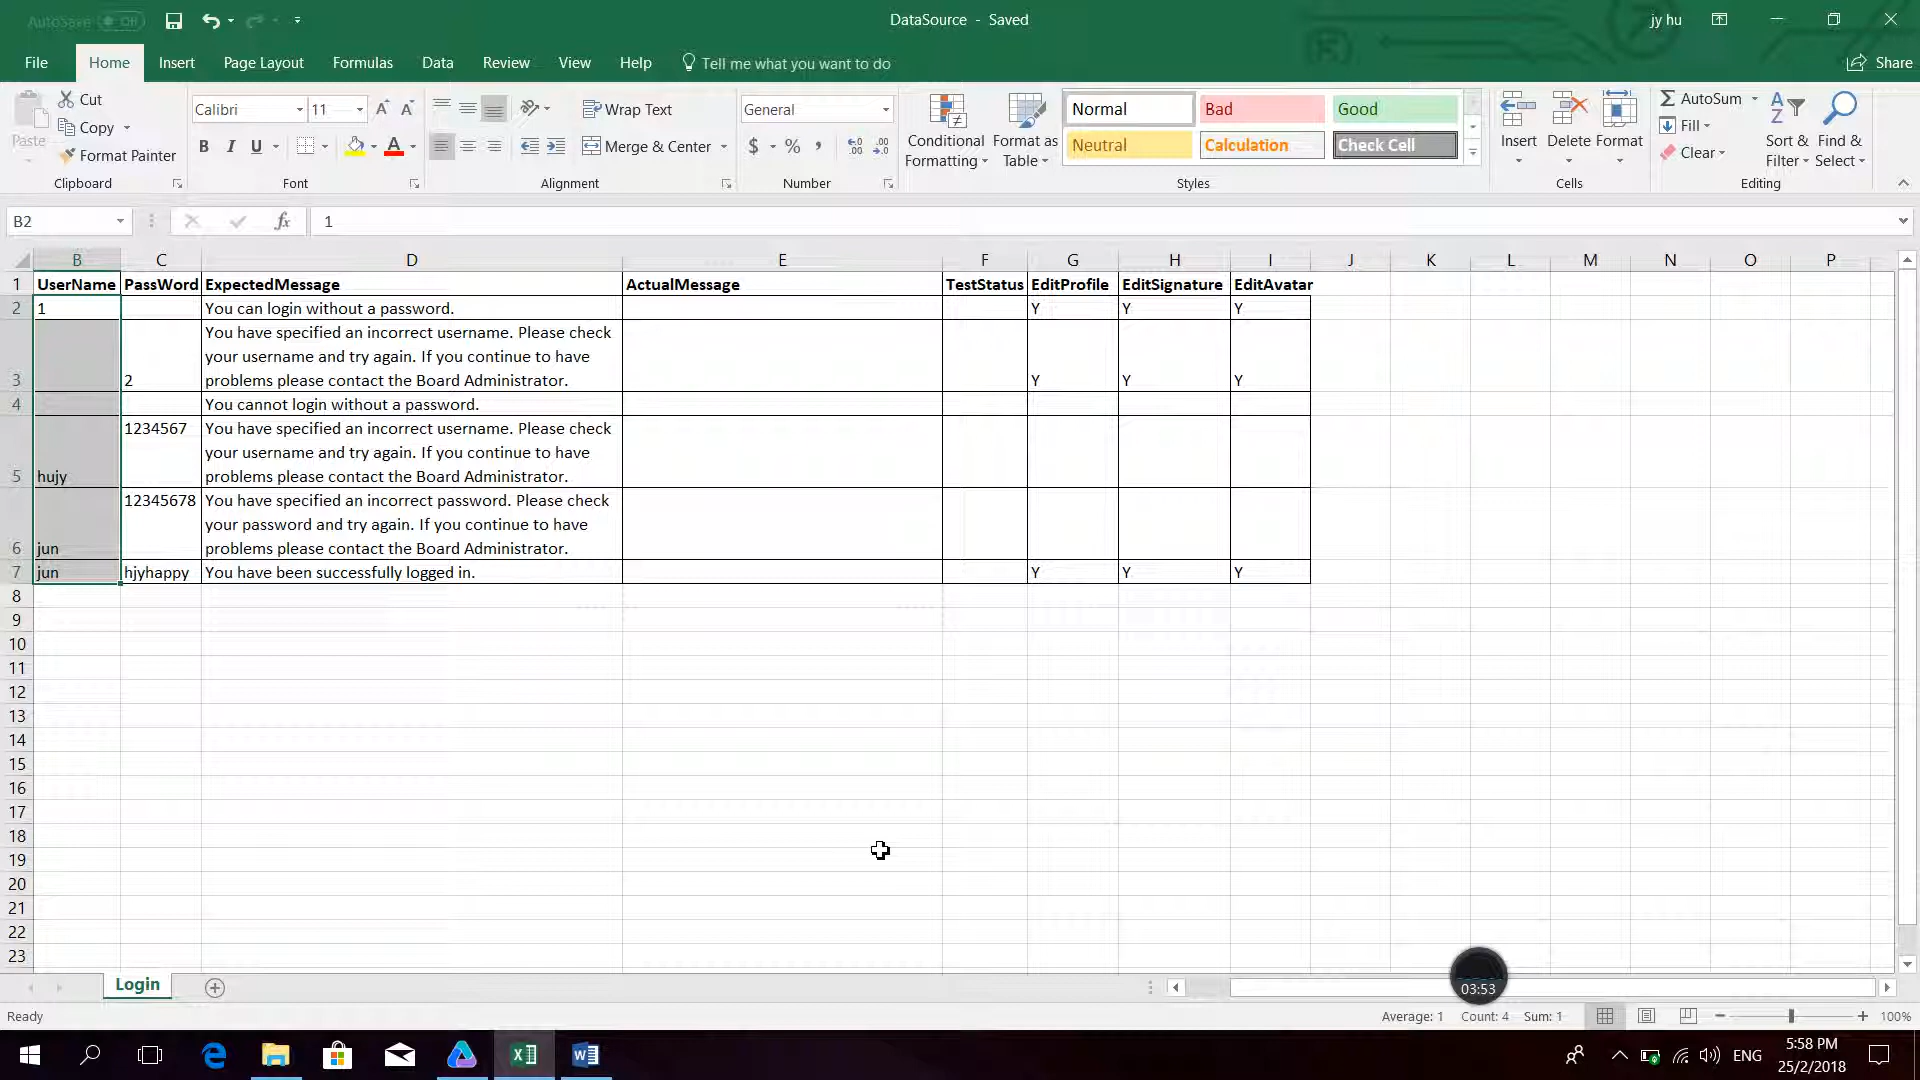 AutoSave Off
DataSource - Saved
jy hu
File Home Insert Page Layout Formulas Data Review View Help Tell me what you want to do Share
Paste
Cut
Copy
Format Painter
Clipboard
Calibri 11
B I U
Font
Wrap Text
Merge & Center
Alignment
General
$ % ,
Number
Conditional Formatting
Format as Table
Normal Bad Good
Neutral Calculation Check Cell
Styles
Insert Delete Format
Cells
AutoSum
Fill
Clear
Sort & Filter
Find & Select
Editing
B2 fx 1
B C D E F G H I J K L M N O P
1 UserName PassWord ExpectedMessage ActualMessage TestStatus EditProfile EditSignature EditAvatar
2 1 You can login without a password. Y Y Y
You have specified an incorrect username. Please check
your username and try again. If you continue to have
3 2 problems please contact the Board Administrator. Y Y Y
4 You cannot login without a password.
1234567 You have specified an incorrect username. Please check
your username and try again. If you continue to have
5 hujy problems please contact the Board Administrator.
12345678 You have specified an incorrect password. Please check
your password and try again. If you continue to have
6 jun problems please contact the Board Administrator.
7 jun hjyhappy You have been successfully logged in. Y Y Y
8
9
10
11
12
13
14
15
16
17
18
19
20
21
22
23
Login
03:53
Ready
Average: 1 Count: 4 Sum: 1
100%
ENG
5:58 PM
25/2/2018